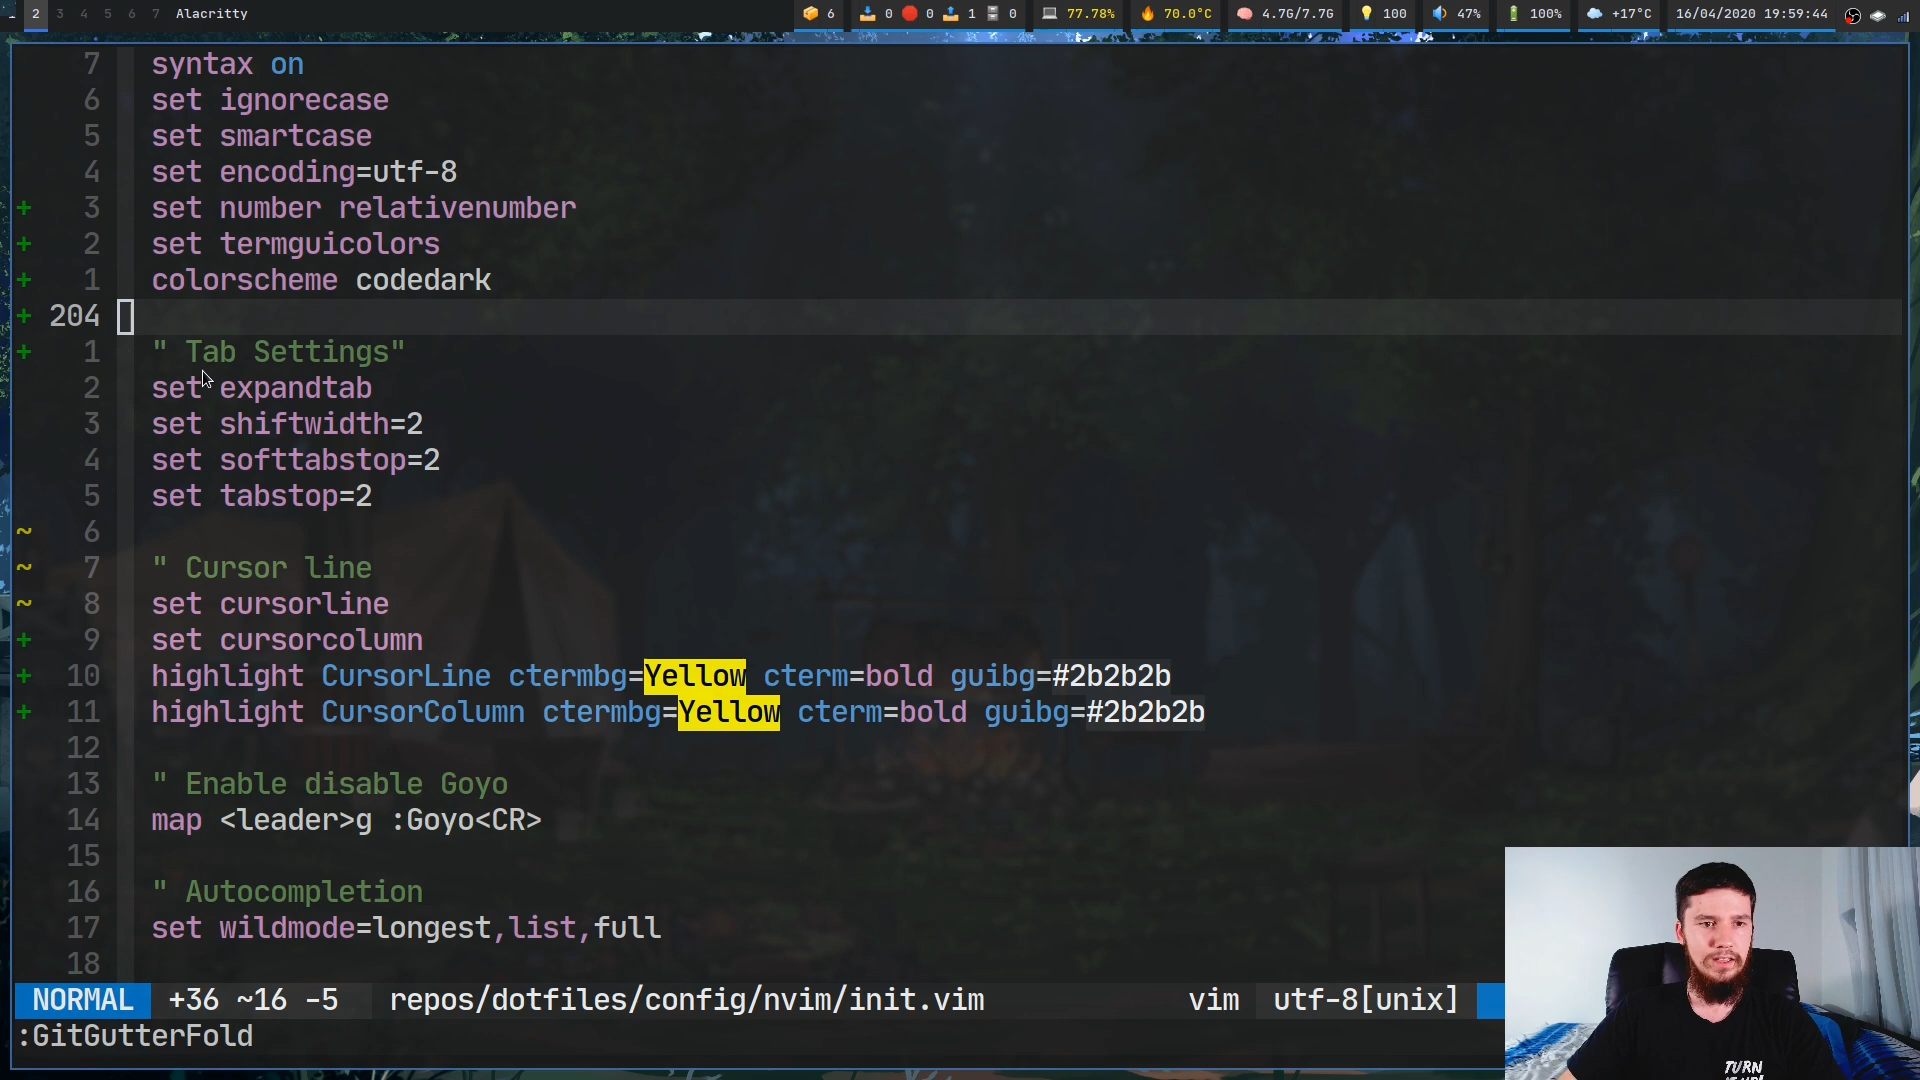 1 2 3 4 5 6 7 Alacritty 6 0 0 1 0 77.78% 70.0°C 4.7G/7.7G 100 47% 100% +17°C 16/04/2020 19:59:44
7 syntax on
6 set ignorecase
5 set smartcase
4 set encoding=utf-8
+ 3 set number relativenumber
+ 2 set termguicolors
+ 1 colorscheme codedark
+ 204
+ 1 " Tab Settings"
2 set expandtab
3 set shiftwidth=2
4 set softtabstop=2
5 set tabstop=2
~ 6
~ 7 " Cursor line
~ 8 set cursorline
+ 9 set cursorcolumn
+ 10 highlight CursorLine ctermbg=Yellow cterm=bold guibg=#2b2b2b
+ 11 highlight CursorColumn ctermbg=Yellow cterm=bold guibg=#2b2b2b
12
13 " Enable disable Goyo
14 map <leader>g :Goyo<CR>
15
16 " Autocompletion
17 set wildmode=longest,list,full
18
NORMAL +36 ~16 -5 repos/dotfiles/config/nvim/init.vim vim utf-8[unix]
:GitGutterFold
TURN